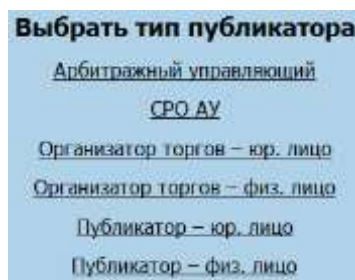 Выбрать тип публикатора
Арбитражный управляющий
СРО АУ
Организатор торгов – юр. лицо
Организатор торгов – физ. лицо
Публикатор – юр. лицо
Публикатор – физ. лицо